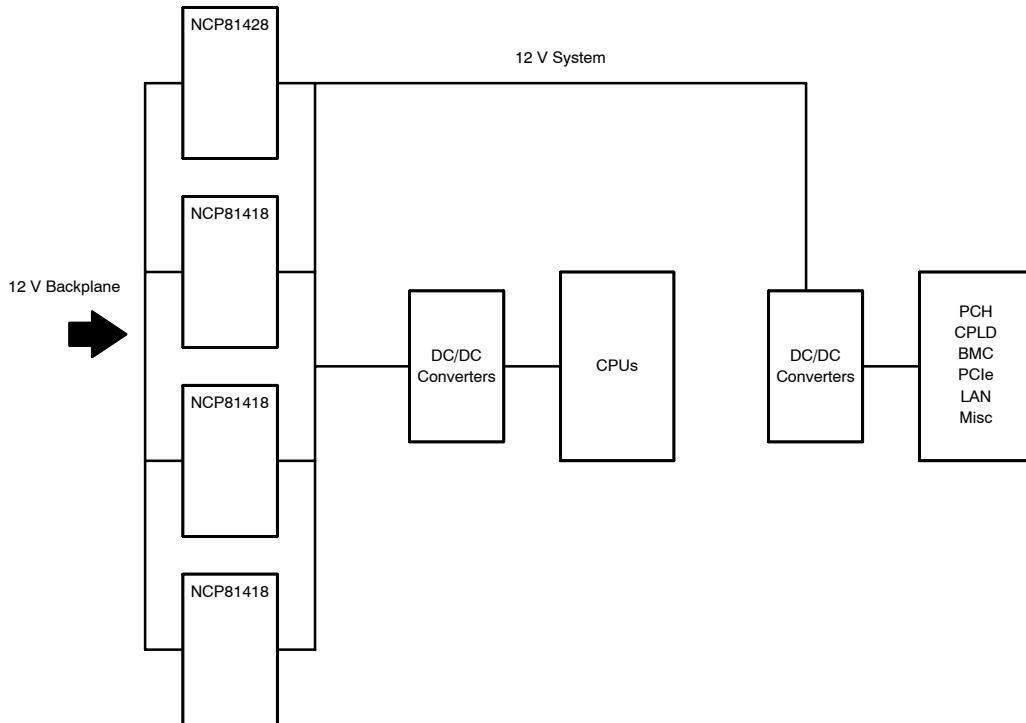 NCP81428
12 V System
NCP81418
12 V Backplane
DC/DC
Converters
CPUs
DC/DC
Converters
PCH
CPLD
BMC
PCIe
LAN
Misc
NCP81418
NCP81418